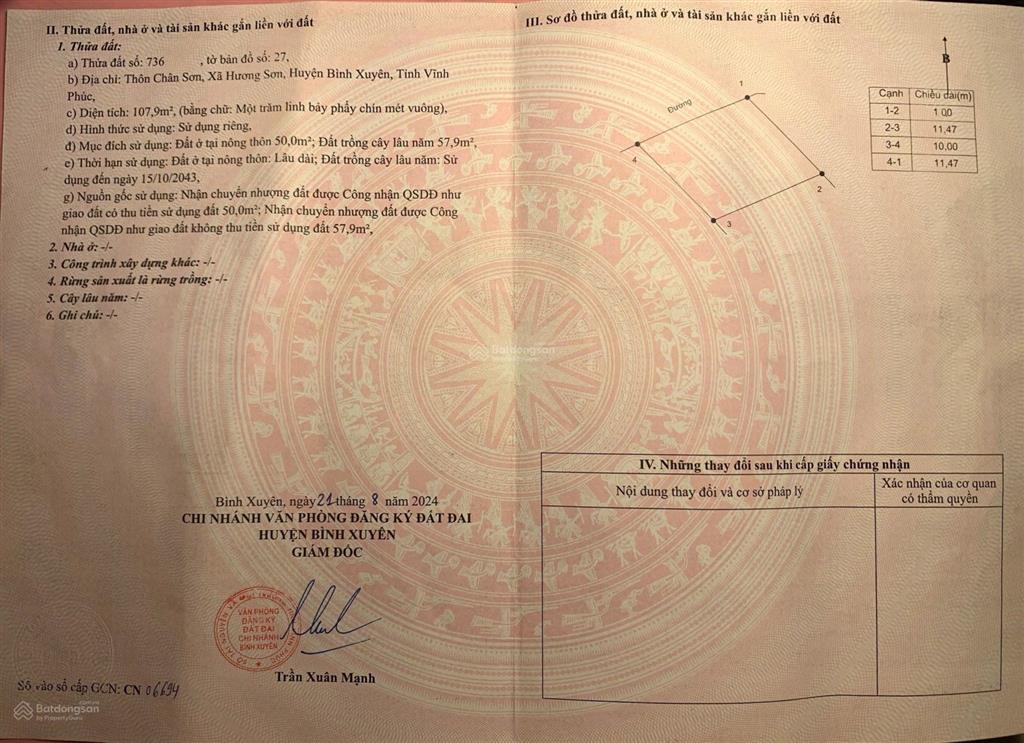 II. Thửa đất, nhà ở và tài sản khác gắn liền với đất
1. Thửa đất:
a) Thửa đất số: 736 , tờ bản đồ số: 27,
b) Địa chỉ: Thôn Chân Sơn, Xã Hương Sơn, Huyện Bình Xuyên, Tỉnh Vĩnh
Phúc,
c) Diện tích: 107,9m², (bằng chữ: Một trăm linh bảy phẩy chín mét vuông),
d) Hình thức sử dụng: Sử dụng riêng,
đ) Mục đích sử dụng: Đất ở tại nông thôn 50,0m²; Đất trồng cây lâu năm 57,9m²,
e) Thời hạn sử dụng: Đất ở tại nông thôn: Lâu dài; Đất trồng cây lâu năm: Sử
dụng đến ngày 15/10/2043,
g) Nguồn gốc sử dụng: Nhận chuyển nhượng đất được Công nhận QSDĐ như
giao đất có thu tiền sử dụng đất 50,0m²; Nhận chuyển nhượng đất được Công
nhận QSDĐ như giao đất không thu tiền sử dụng đất 57,9m²,
2. Nhà ở: -/-
3. Công trình xây dựng khác: -/-
4. Rừng sản xuất là rừng trồng: -/-
5. Cây lâu năm: -/-
6. Ghi chú: -/-
Bình Xuyên, ngày 21 tháng 8 năm 2024
CHI NHÁNH VĂN PHÒNG ĐĂNG KÝ ĐẤT ĐAI
HUYỆN BÌNH XUYÊN
GIÁM ĐỐC
VĂN PHÒNG
ĐĂNG KÝ
ĐẤT ĐAI
CHI NHÁNH
BÌNH XUYÊN
Trần Xuân Mạnh
Số vào sổ cấp GCN: CN 06694
Batdongsan
by PropertyGuru
III. Sơ đồ thửa đất, nhà ở và tài sản khác gắn liền với đất
B
Đường
1
2
3
4
Cạnh Chiều dài(m)
1-2 1 00
2-3 11,47
3-4 10.00
4-1 11,47
Batdongsan
IV. Những thay đổi sau khi cấp giấy chứng nhận
Nội dung thay đổi và cơ sở pháp lý
Xác nhận của cơ quan
có thẩm quyền